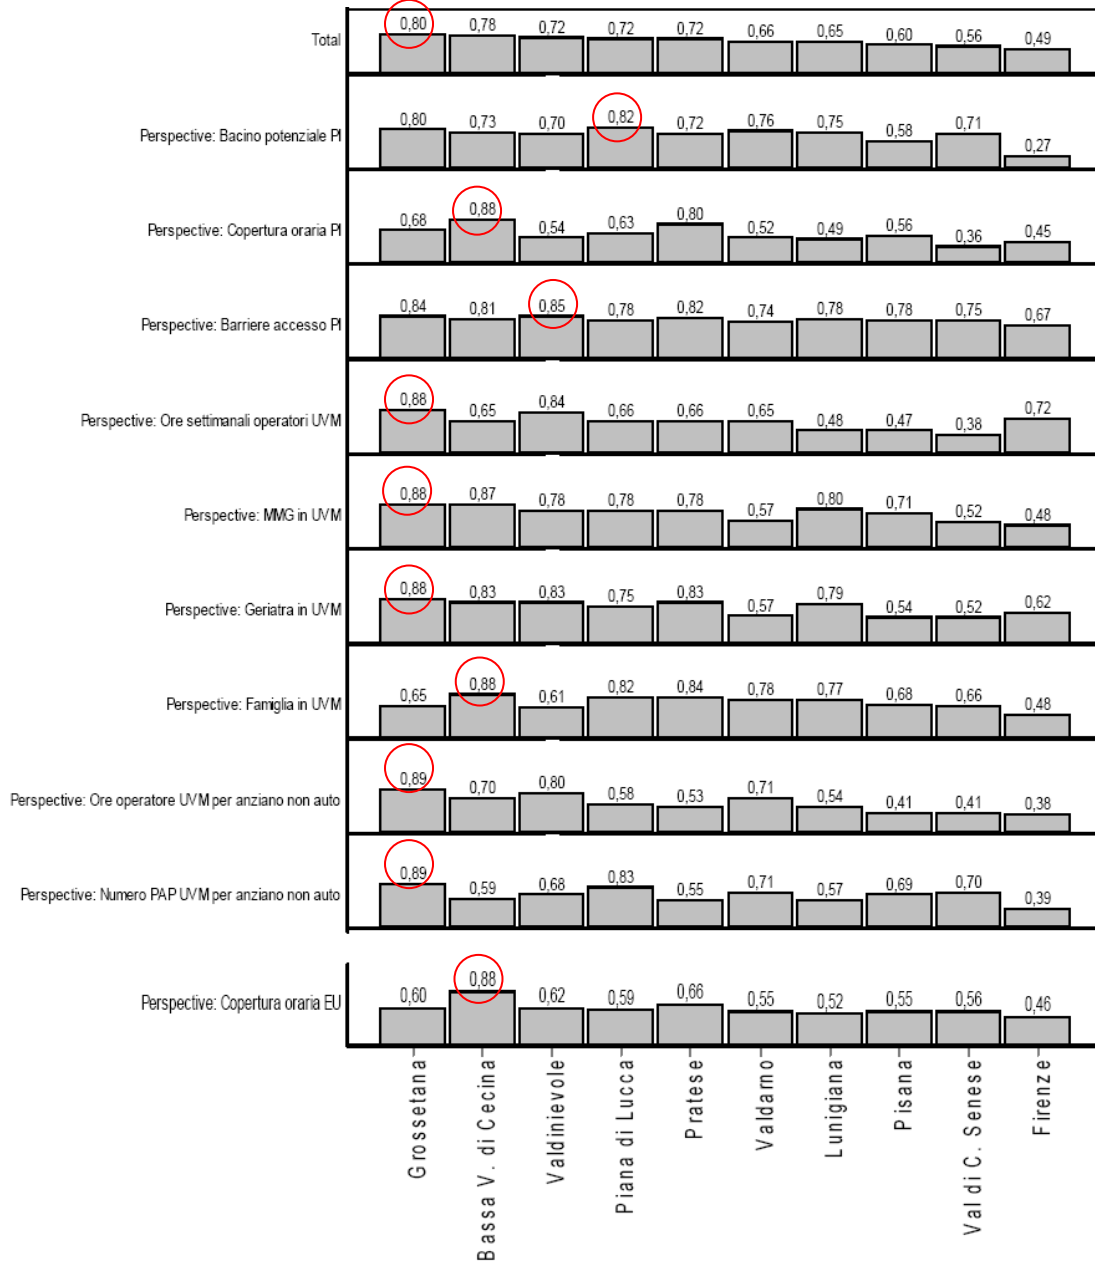 Total 0,80 0,78 0,72 0,72 0,72 0,66 0,65 0,60 0,56 0,49
Perspective: Bacino potenziale PI 0,80 0,73 0,70 0,82 0,72 0,76 0,75 0,58 0,71 0,27
Perspective: Copertura oraria PI 0,68 0,88 0,54 0,63 0,80 0,52 0,49 0,56 0,36 0,45
Perspective: Barriere accesso PI 0,84 0,81 0,85 0,78 0,82 0,74 0,78 0,78 0,75 0,67
Perspective: Ore settimanali operatori UVM 0,88 0,65 0,84 0,66 0,66 0,65 0,48 0,47 0,38 0,72
Perspective: MMG in UVM 0,88 0,87 0,78 0,78 0,78 0,57 0,80 0,71 0,52 0,48
Perspective: Geriatra in UVM 0,88 0,83 0,83 0,75 0,83 0,57 0,79 0,54 0,52 0,62
Perspective: Famiglia in UVM 0,65 0,88 0,61 0,82 0,84 0,78 0,77 0,68 0,66 0,48
Perspective: Ore operatore UVM per anziano non auto 0,89 0,70 0,80 0,58 0,53 0,71 0,54 0,41 0,41 0,38
Perspective: Numero PAP UVM per anziano non auto 0,89 0,59 0,68 0,83 0,55 0,71 0,57 0,69 0,70 0,39
Perspective: Copertura oraria EU 0,60 0,88 0,62 0,59 0,66 0,55 0,52 0,55 0,56 0,46
Grossetana
Bassa V. di Cecina
Valdinievole
Piana di Lucca
Pratese
Valdarno
Lunigiana
Pisana
Val di C. Senese
Firenze